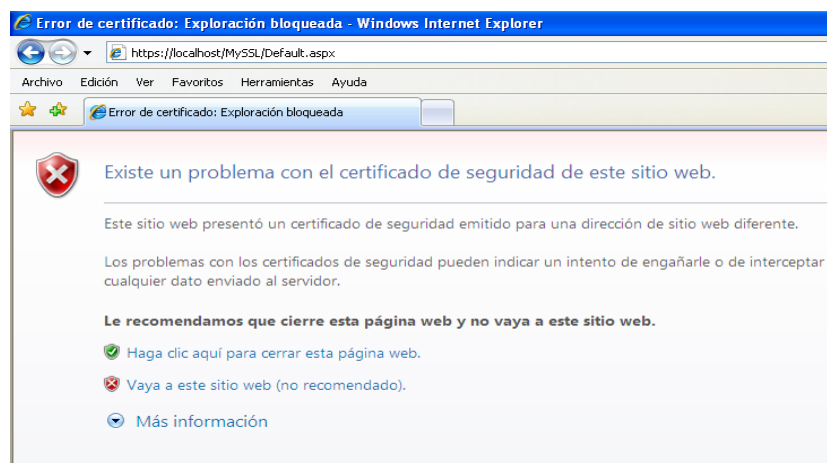 Error de certificado: Exploración bloqueada - Windows Internet Explorer
https://localhost/MySSL/Default.aspx
Archivo Edición Ver Favoritos Herramientas Ayuda
Error de certificado: Exploración bloqueada
Existe un problema con el certificado de seguridad de este sitio web.
Este sitio web presentó un certificado de seguridad emitido para una dirección de sitio web diferente.
Los problemas con los certificados de seguridad pueden indicar un intento de engañarle o de interceptar
cualquier dato enviado al servidor.
Le recomendamos que cierre esta página web y no vaya a este sitio web.
Haga clic aquí para cerrar esta página web.
Vaya a este sitio web (no recomendado).
Más información